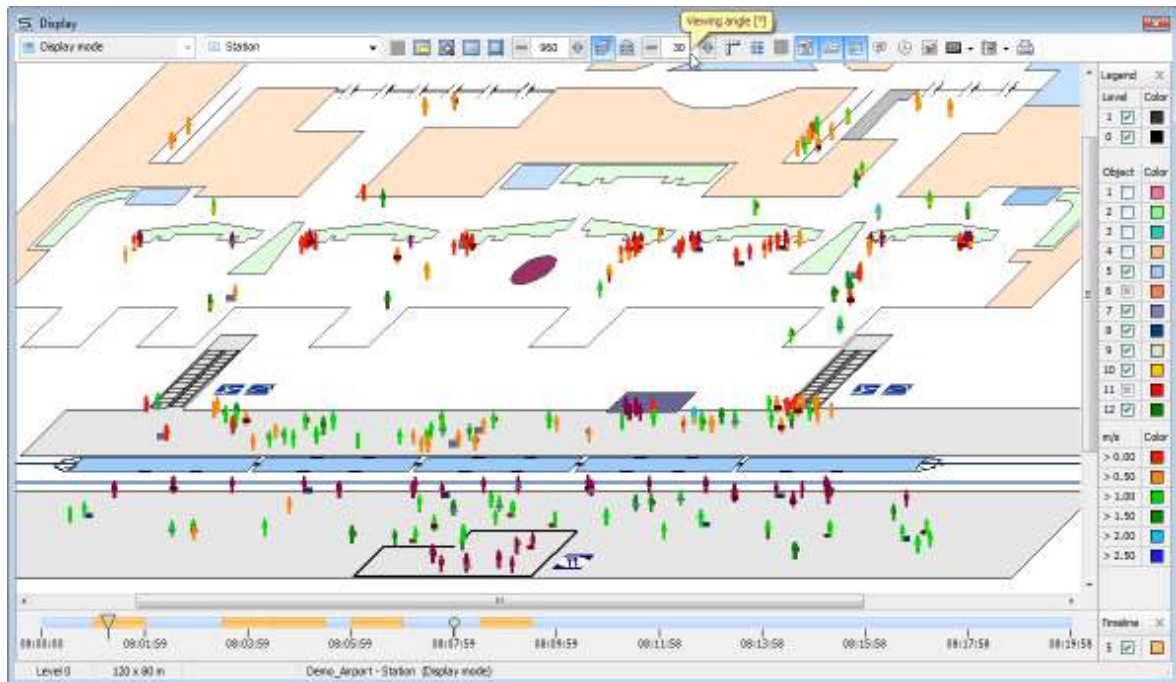 Display
Viewing angle [°]
Display mode
Station
960
30
Legend
Level Color
1
0
Object Color
1
2
3
4
5
6
7
8
9
10
11
12
m/s Color
> 0.00
> 0.50
> 1.00
> 1.50
> 2.00
> 2.50
08:00:00 08:01:59 08:03:59 08:05:59 08:07:59 08:09:59 08:11:58 08:13:58 08:15:58 08:17:58 08:19:58
Timeline
5
Level 0 120 x 90 m Demo_Airport - Station (Display mode)